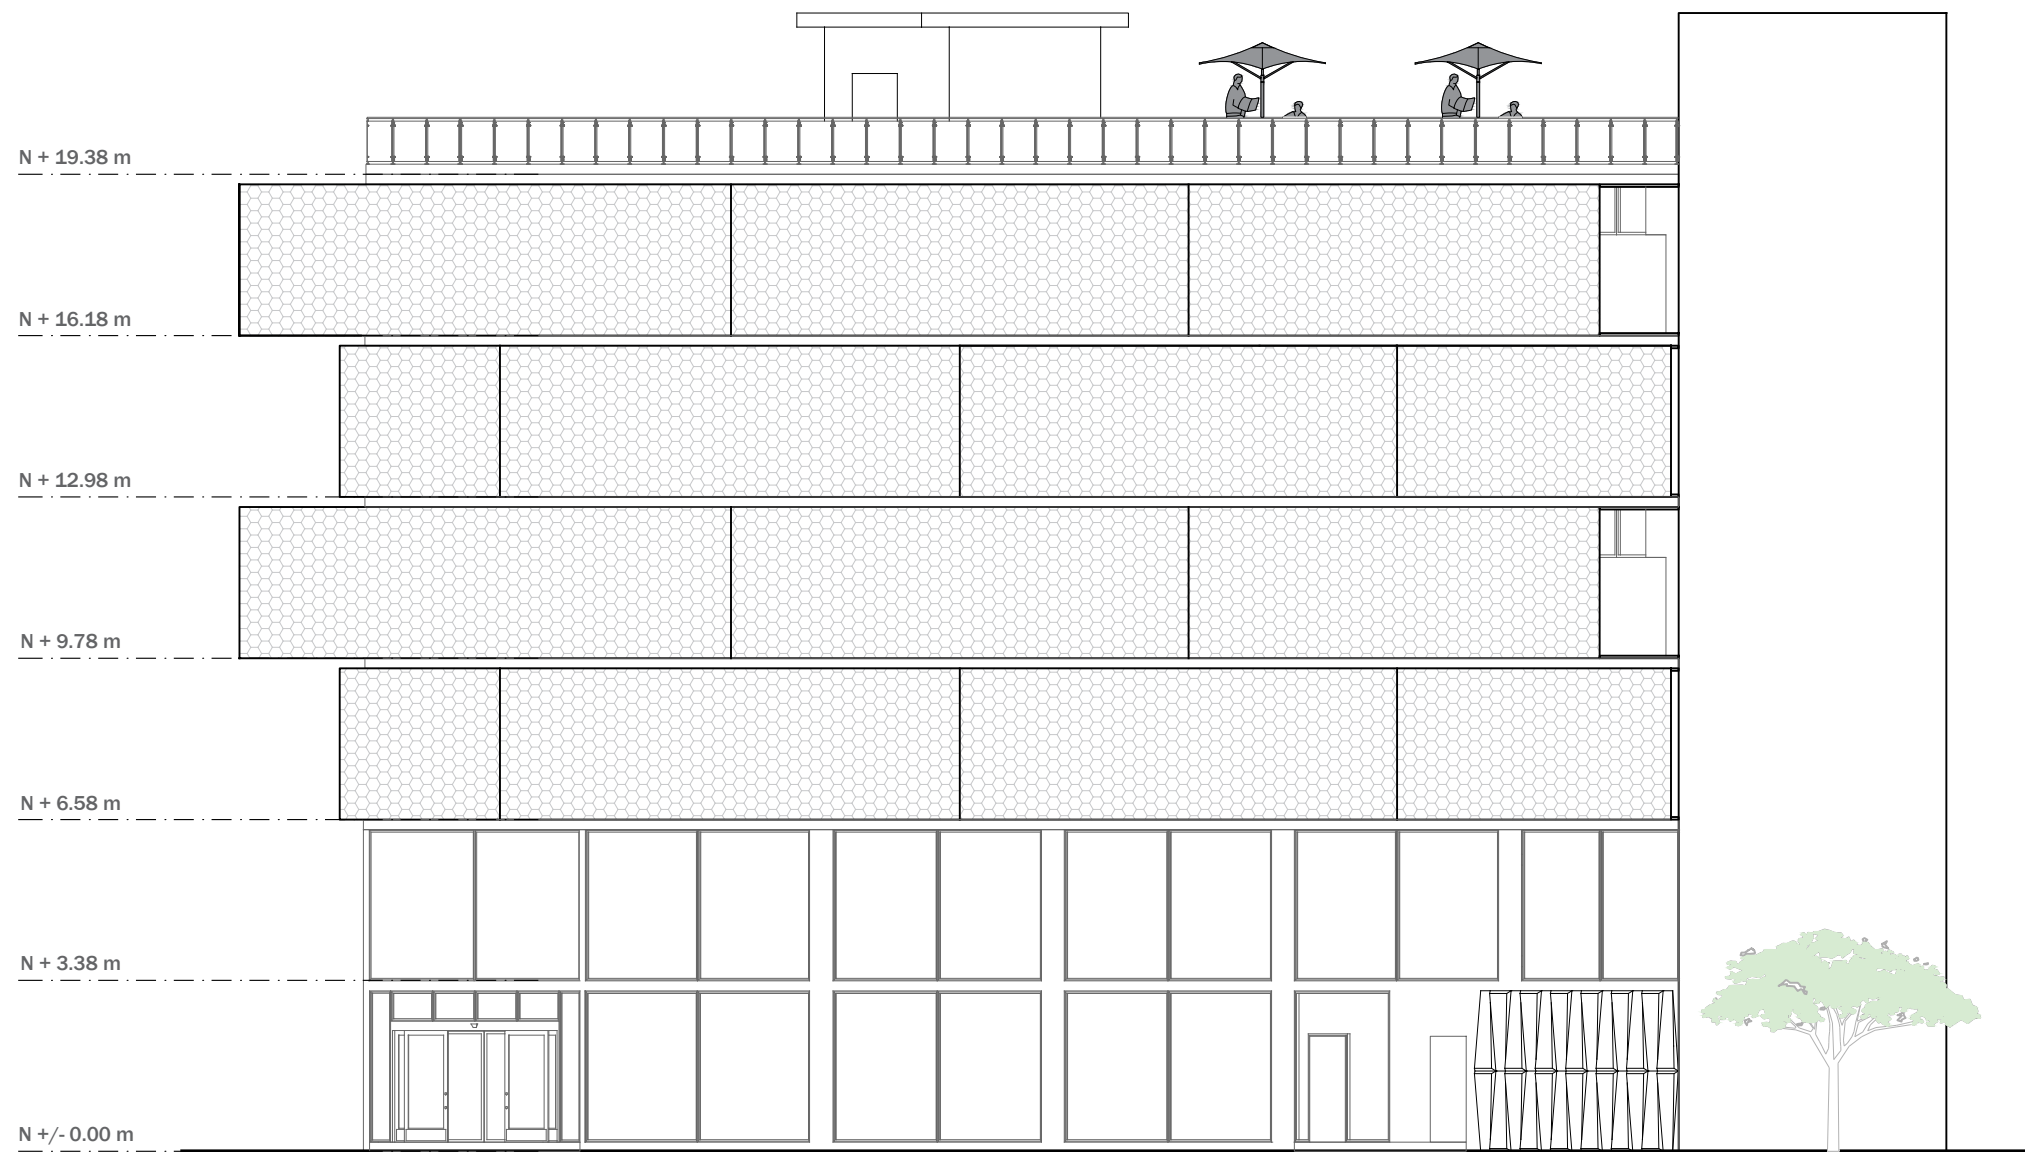 N + 19.38 m
N + 16.18 m
N + 12.98 m
N + 9.78 m
N + 6.58 m
N + 3.38 m
N +/- 0.00 m